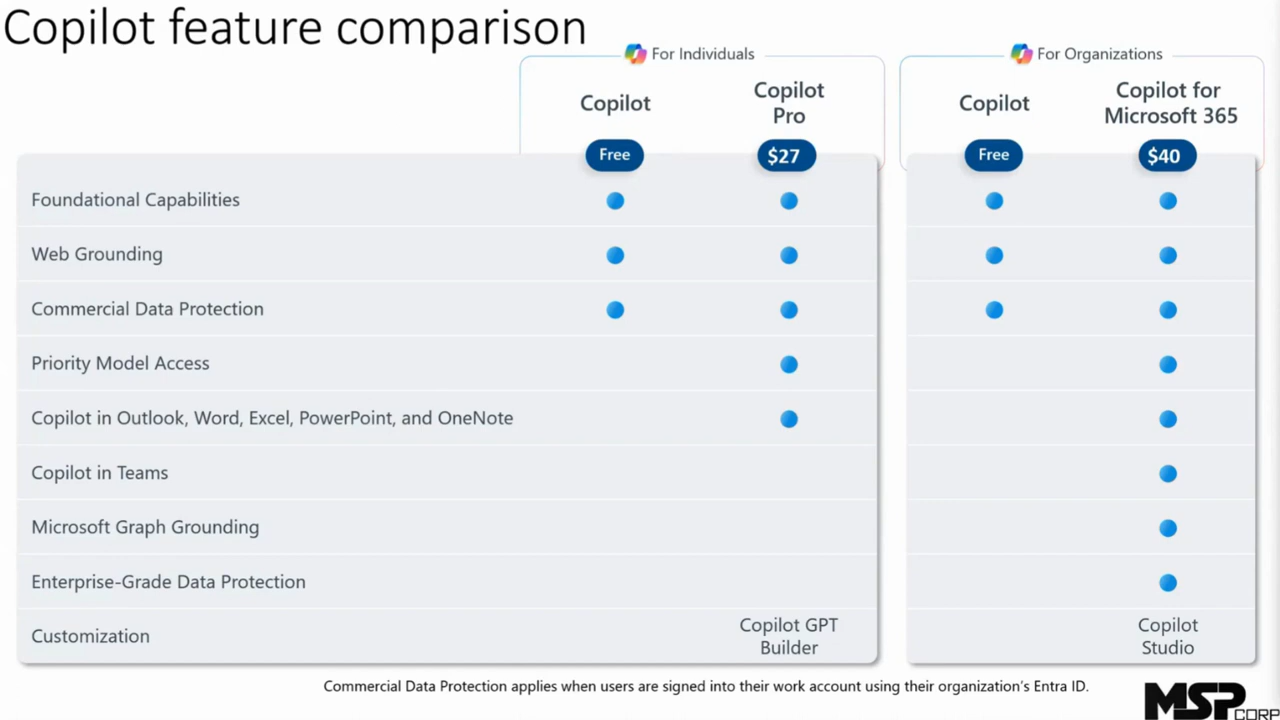 Copilot feature comparison
For Individuals
For Organizations
Copilot
Copilot
Pro
Copilot
Copilot for
Microsoft 365
Free
$27
Free
$40
Foundational Capabilities
Web Grounding
Commercial Data Protection
Priority Model Access
Copilot in Outlook, Word, Excel, PowerPoint, and OneNote
Copilot in Teams
Microsoft Graph Grounding
Enterprise-Grade Data Protection
Customization
Copilot GPT
Builder
Copilot
Studio
Commercial Data Protection applies when users are signed into their work account using their organization's Entra ID.
MSP
CORP